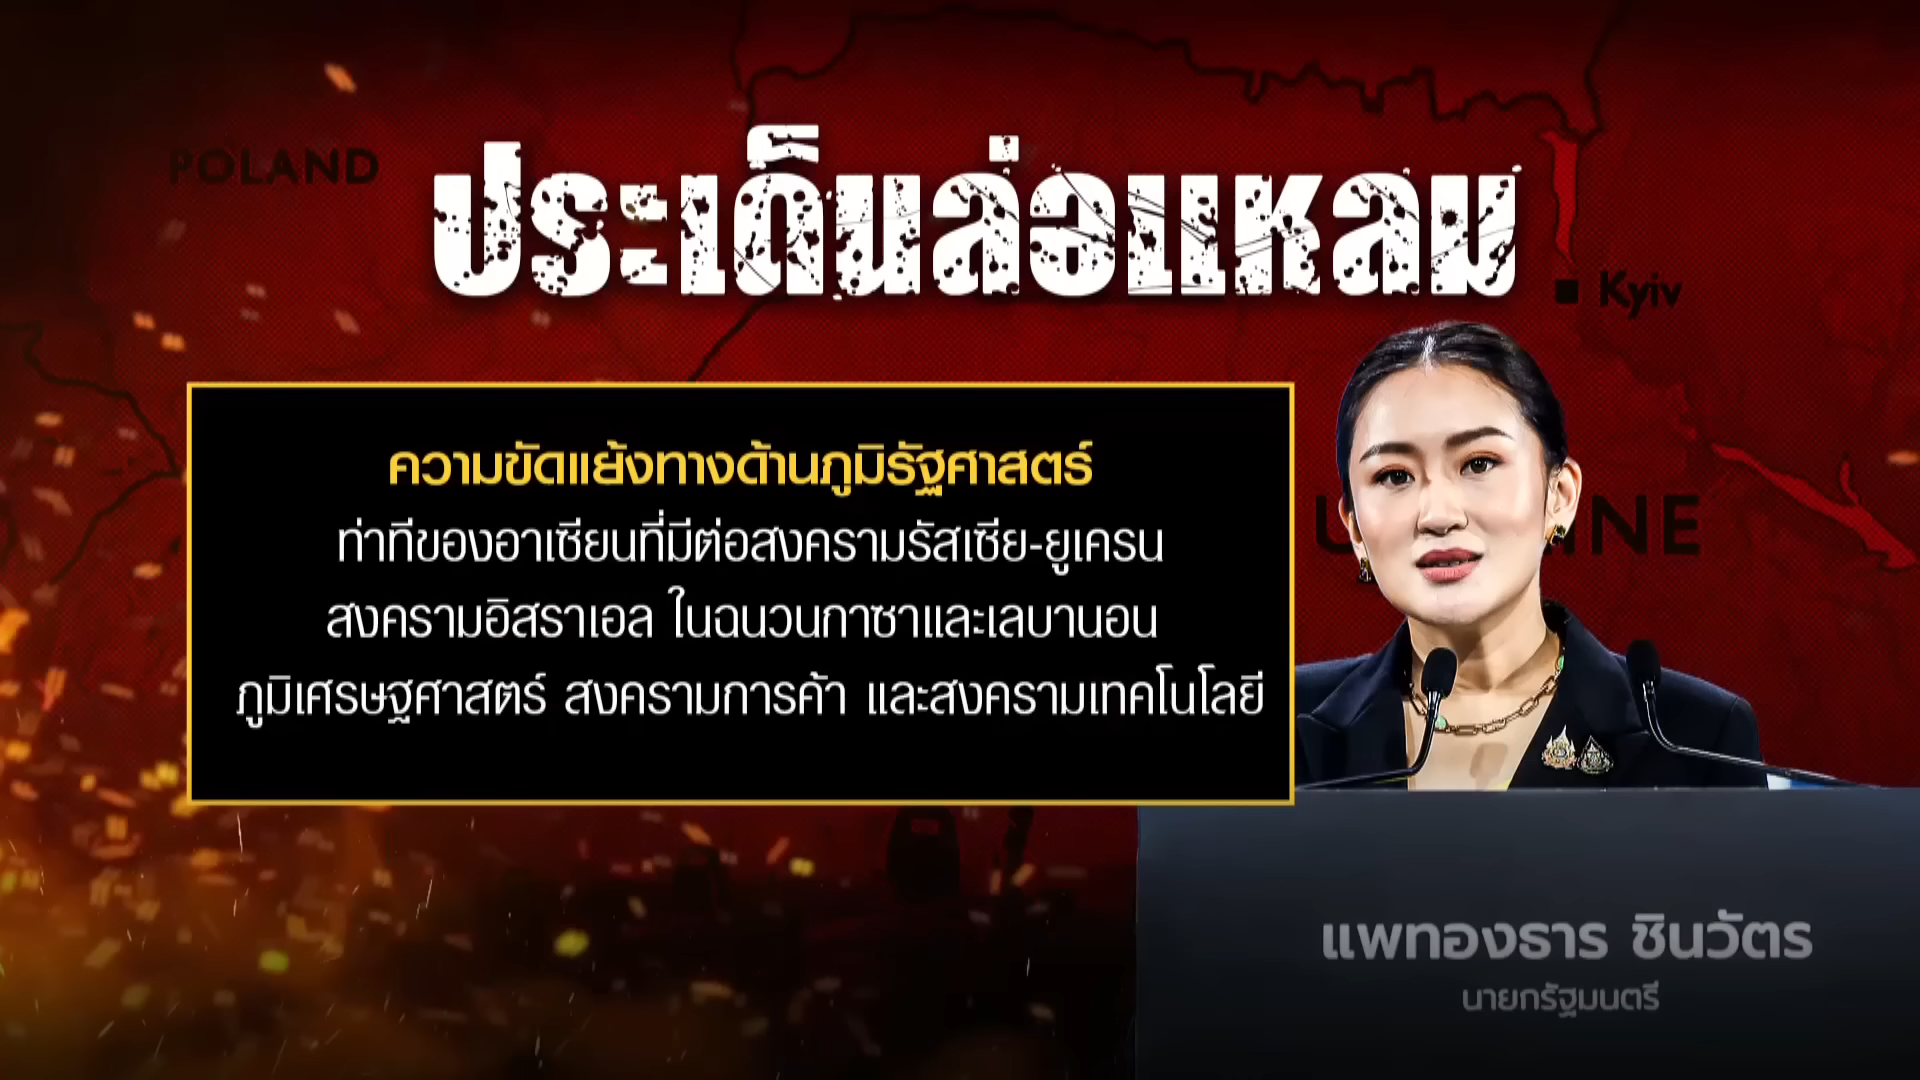 POLAND
ประเด็นล่อแหลม
Kyiv
ความขัดแย้งทางด้านภูมิรัฐศาสตร์
ท่าทีของอาเซียนที่มีต่อสงครามรัสเซีย-ยูเครน
สงครามอิสราเอล ในฉนวนกาซาและเลบานอน
ภูมิเศรษฐศาสตร์ สงครามการค้า และสงครามเทคโนโลยี
แพทองธาร ชินวัตร
นายกรัฐมนตรี